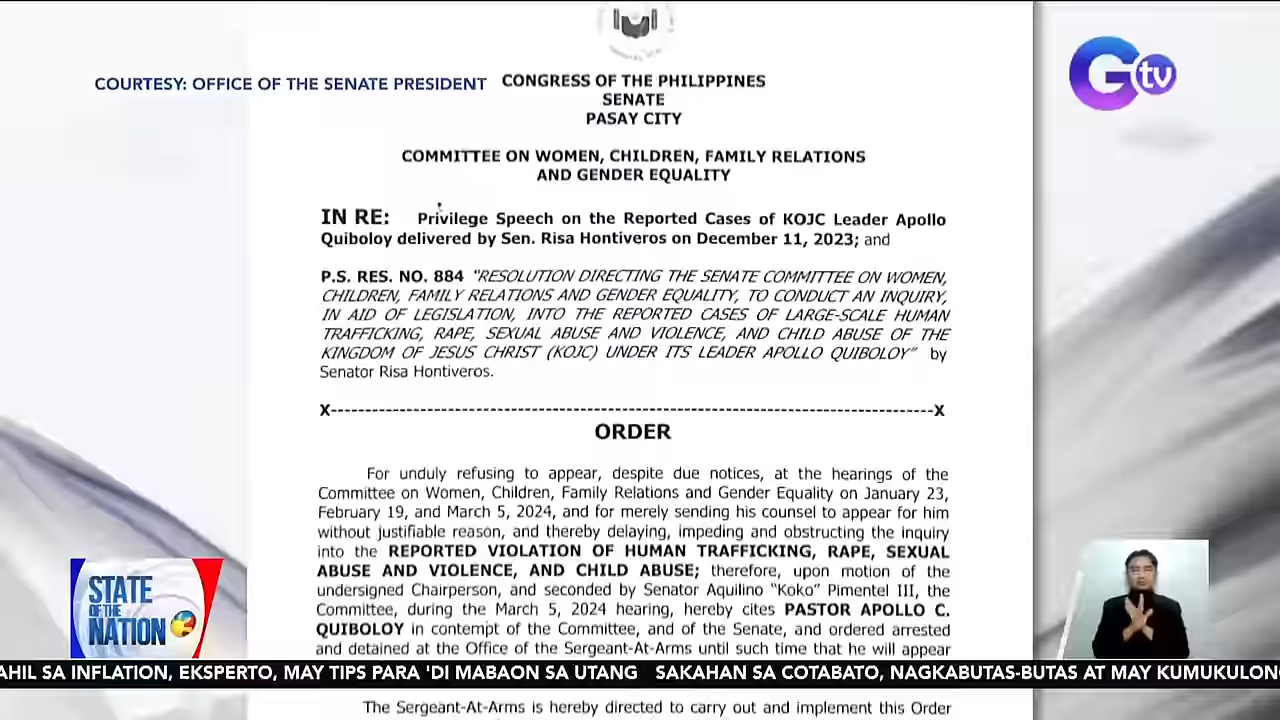 COURTESY: OFFICE OF THE SENATE PRESIDENT
G tv
CONGRESS OF THE PHILIPPINES
SENATE
PASAY CITY
COMMITTEE ON WOMEN, CHILDREN, FAMILY RELATIONS
AND GENDER EQUALITY
IN RE: Privilege Speech on the Reported Cases of KOJC Leader Apollo
Quiboloy delivered by Sen. Risa Hontiveros on December 11, 2023; and
P.S. RES. NO. 884 "RESOLUTION DIRECTING THE SENATE COMMITTEE ON WOMEN,
CHILDREN, FAMILY RELATIONS AND GENDER EQUALITY, TO CONDUCT AN INQUIRY,
IN AID OF LEGISLATION, INTO THE REPORTED CASES OF LARGE-SCALE HUMAN
TRAFFICKING, RAPE, SEXUAL ABUSE AND VIOLENCE, AND CHILD ABUSE OF THE
KINGDOM OF JESUS CHRIST (KOJC) UNDER ITS LEADER APOLLO QUIBOLOY" by
Senator Risa Hontiveros.
X----------------------------------------------------------------------------------------X
ORDER
For unduly refusing to appear, despite due notices, at the hearings of the
Committee on Women, Children, Family Relations and Gender Equality on January 23,
February 19, and March 5, 2024, and for merely sending his counsel to appear for him
without justifiable reason, and thereby delaying, impeding and obstructing the inquiry
into the REPORTED VIOLATION OF HUMAN TRAFFICKING, RAPE, SEXUAL
ABUSE AND VIOLENCE, AND CHILD ABUSE; therefore, upon motion of the
undersigned Chairperson, and seconded by Senator Aquilino "Koko" Pimentel III, the
Committee, during the March 5, 2024 hearing, hereby cites PASTOR APOLLO C.
QUIBOLOY in contempt of the Committee, and of the Senate, and ordered arrested
and detained at the Office of the Sergeant-At-Arms until such time that he will appear
STATE
OF THE
NATION
AHIL SA INFLATION, EKSPERTO, MAY TIPS PARA 'DI MABAON SA UTANG SAKAHAN SA COTABATO, NAGKABUTAS-BUTAS AT MAY KUMUKULONG
The Sergeant-At-Arms is hereby directed to carry out and implement this Order